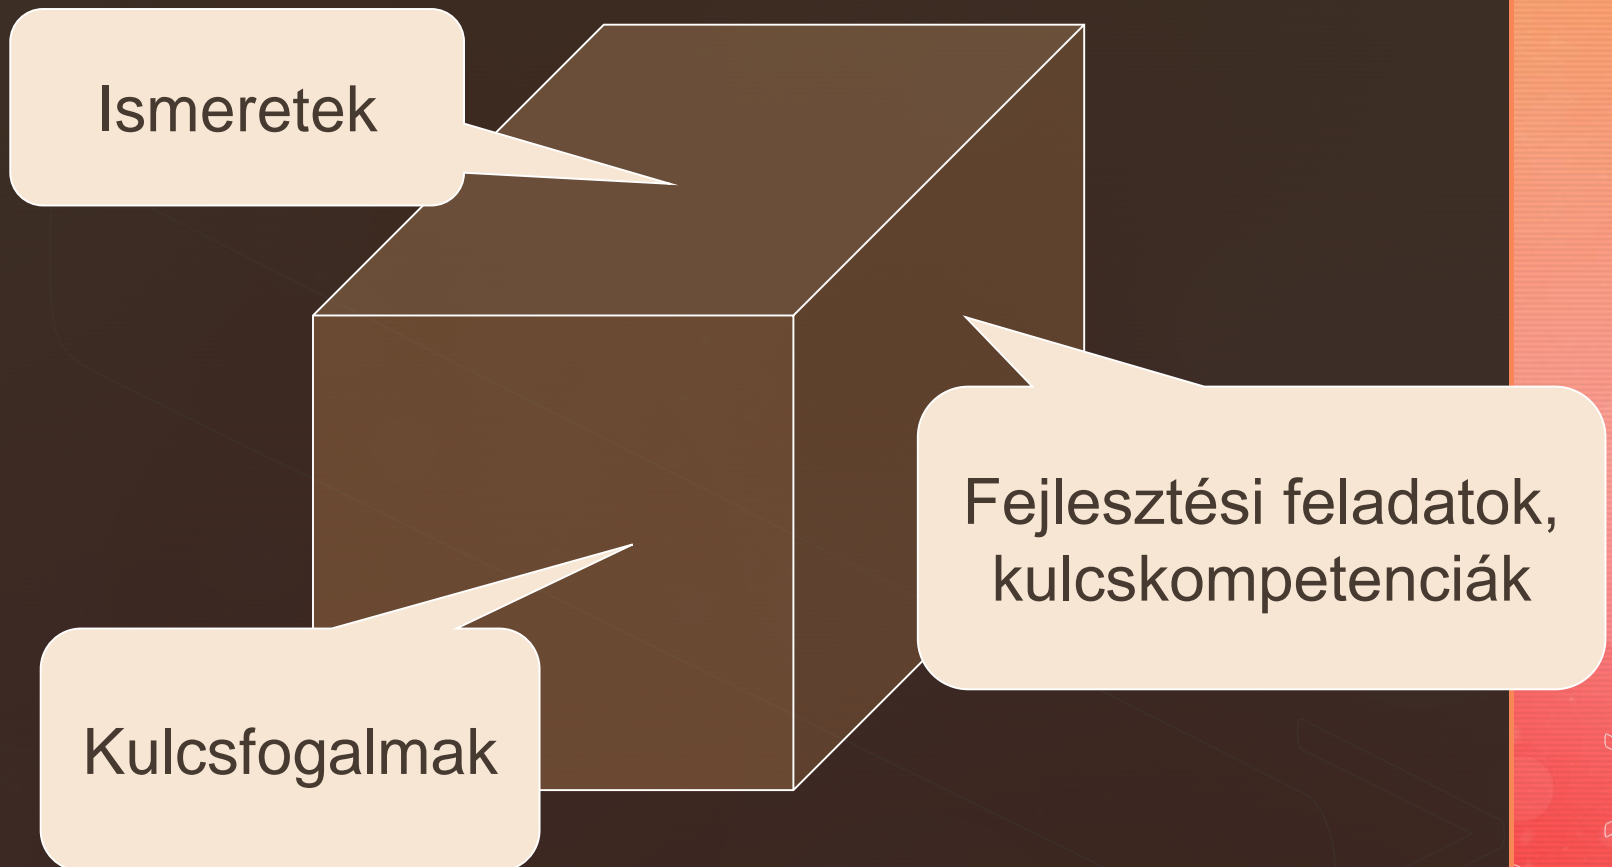 Ismeretek
Fejlesztési feladatok,
kulcskompetenciák
Kulcsfogalmak